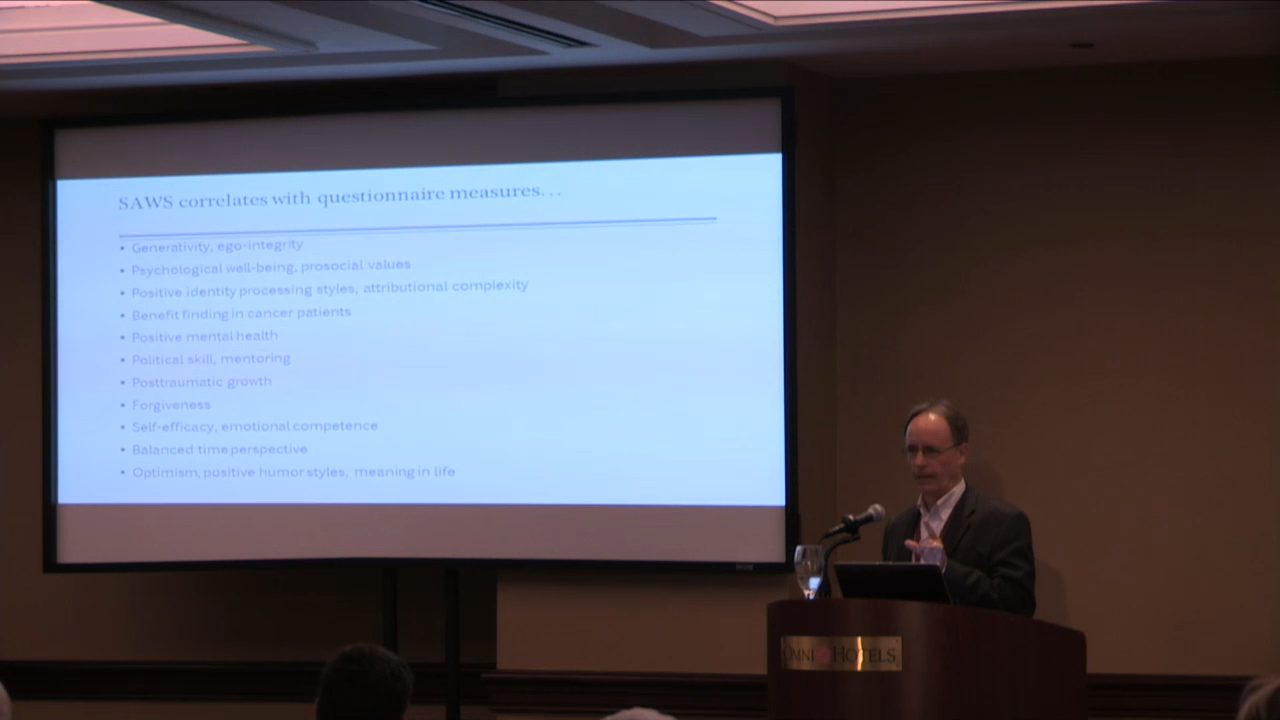 SAWS correlates with questionnaire measures...
▪ Generativity, ego-integrity
▪ Psychological well-being, prosocial values
▪ Positive identity processing styles, attributional complexity
▪ Benefit finding in cancer patients
▪ Positive mental health
▪ Political skill, mentoring
▪ Posttraumatic growth
▪ Forgiveness
▪ Self-efficacy, emotional competence
▪ Balanced time perspective
▪ Optimism, positive humor styles, meaning in life
OMNI HOTELS